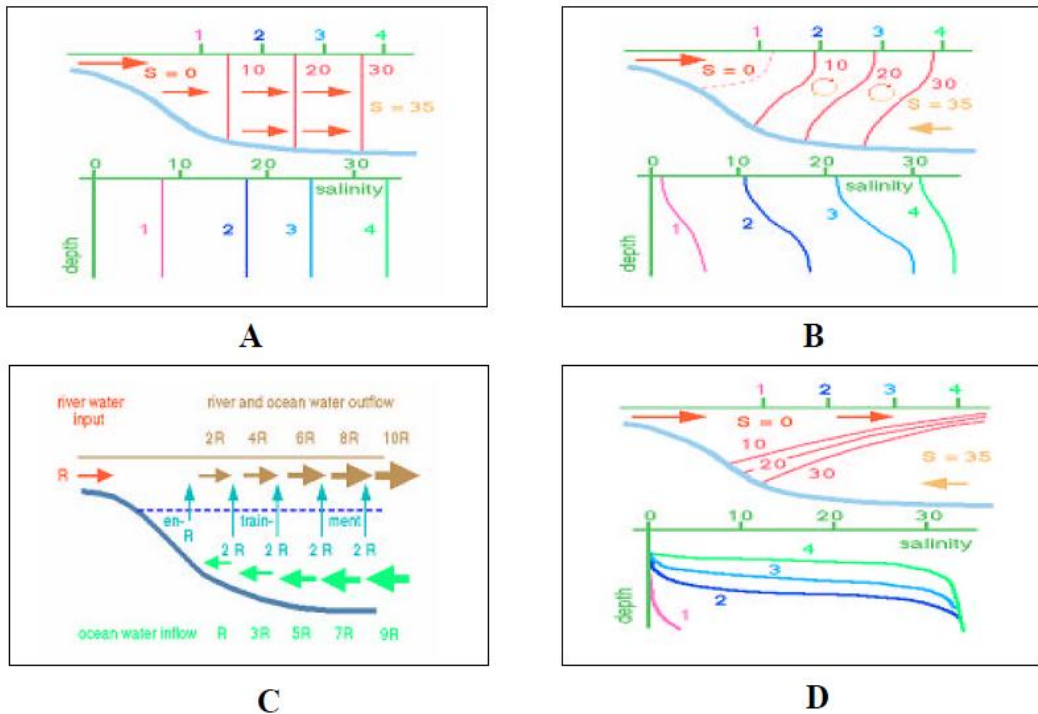 1 2 3 4
S = 0 10 20 30
S = 35
0 10 20 30
salinity
depth
1 2 3 4
A
1 2 3 4
S = 0 10 20 30
S = 35
0 10 20 30
salinity
depth
1 2 3 4
B
river water input
river and ocean water outflow
2R 4R 6R 8R 10R
R
en- train- ment
R 2R 2R 2R 2R
ocean water inflow R 3R 5R 7R 9R
C
1 2 3 4
S = 0
10
20
30
S = 35
0 10 20 30
salinity
depth
4
3
2
1
D